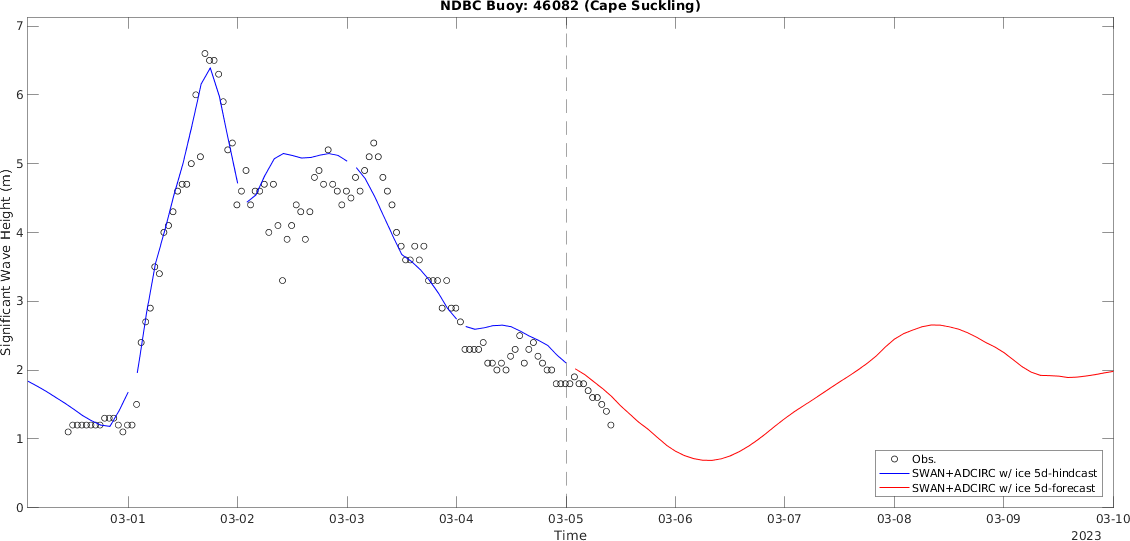 NDBC Buoy: 46082 (Cape Suckling)
7
6
5
4
3
2
1
0
Significant Wave Height (m)
Obs.
SWAN+ADCIRC w/ ice 5d-hindcast
SWAN+ADCIRC w/ ice 5d-forecast
03-01 03-02 03-03 03-04 03-05 03-06 03-07 03-08 03-09 03-10
Time
2023